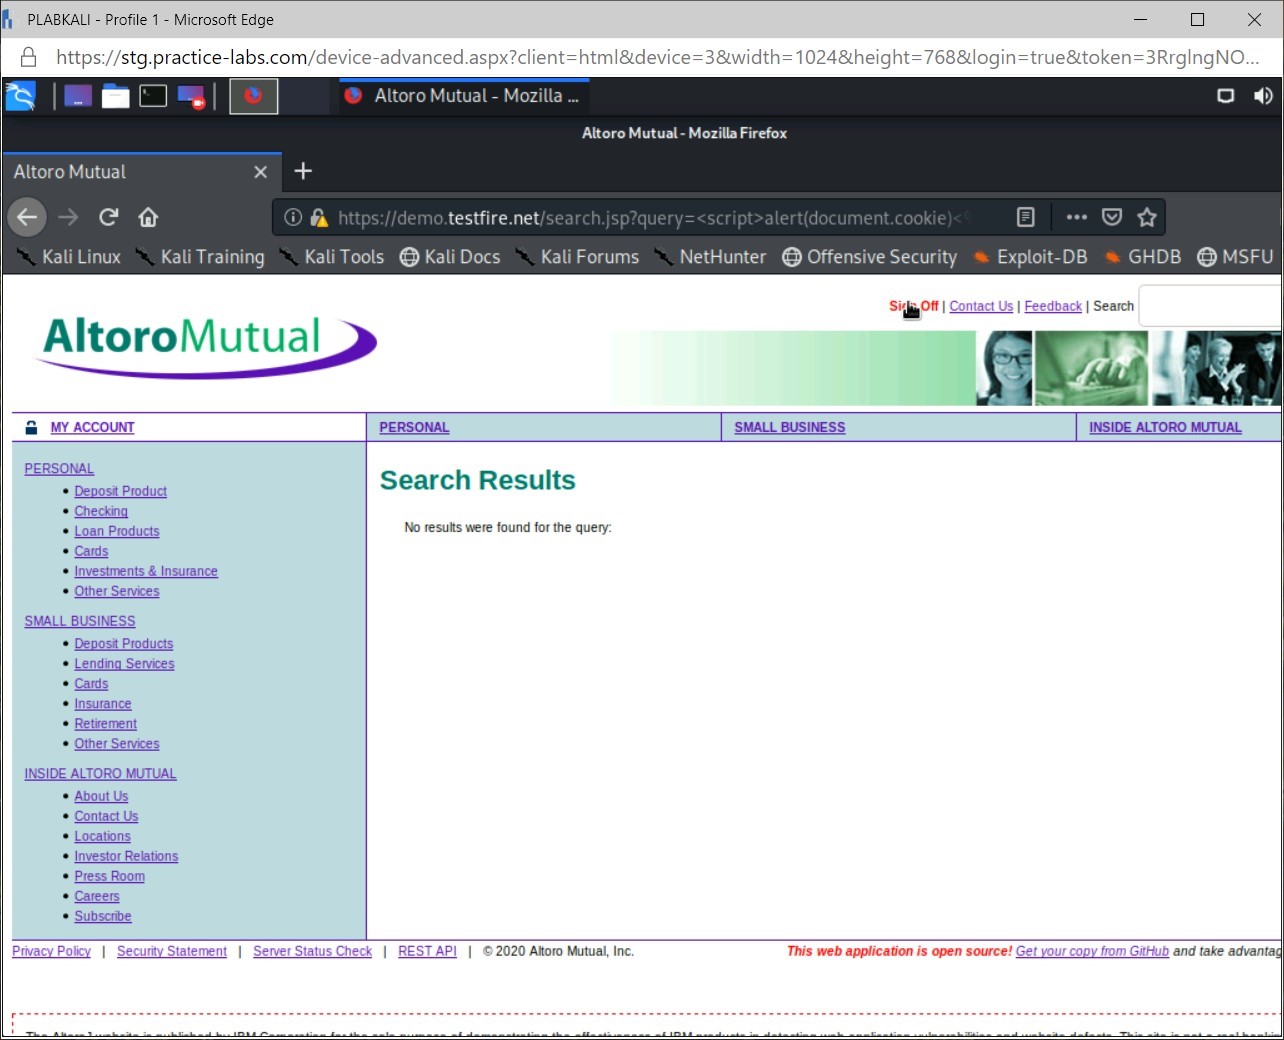 PLABKALI - Profile 1 - Microsoft Edge
https://stg.practice-labs.com/device-advanced.aspx?client=html&device=3&width=1024&height=768&login=true&token=3RrglngNO...
Altoro Mutual - Mozilla ...
Altoro Mutual - Mozilla Firefox
Altoro Mutual
https://demo.testfire.net/search.jsp?query=<script>alert(document.cookie)<
Kali Linux Kali Training Kali Tools Kali Docs Kali Forums NetHunter Offensive Security Exploit-DB GHDB MSFU
Sign Off | Contact Us | Feedback | Search
AltoroMutual
MY ACCOUNT PERSONAL SMALL BUSINESS INSIDE ALTORO MUTUAL
PERSONAL
Deposit Product
Checking
Loan Products
Cards
Investments & Insurance
Other Services
SMALL BUSINESS
Deposit Products
Lending Services
Cards
Insurance
Retirement
Other Services
INSIDE ALTORO MUTUAL
About Us
Contact Us
Locations
Investor Relations
Press Room
Careers
Subscribe
Search Results
No results were found for the query:
Privacy Policy | Security Statement | Server Status Check | REST API | © 2020 Altoro Mutual, Inc.
This web application is open source! Get your copy from GitHub and take advantag